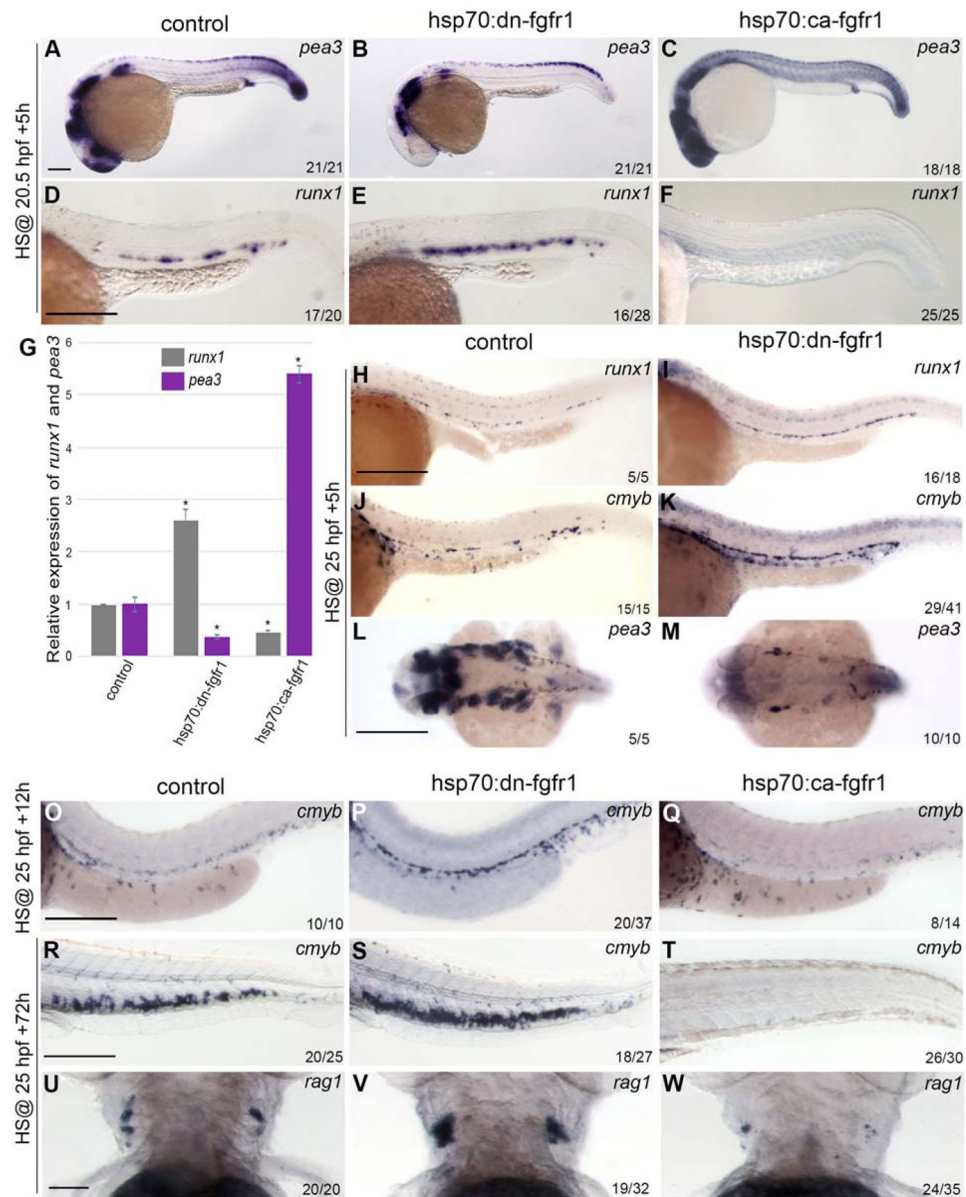 control
hsp70:dn-fgfr1
hsp70:ca-fgfr1
HS@ 20.5 hpf +5h
A pea3 21/21
B pea3 21/21
C pea3 18/18
D runx1 17/20
E runx1 16/28
F runx1 25/25
G
Relative expression of runx1 and pea3
6
5
4
3
2
1
0
runx1
pea3
*
*
*
*
control
hsp70:dn-fgfr1
hsp70:ca-fgfr1
control
hsp70:dn-fgfr1
HS@ 25 hpf +5h
H runx1 5/5
I runx1 16/18
J cmyb 15/15
K cmyb 29/41
L pea3 5/5
M pea3 10/10
control
hsp70:dn-fgfr1
hsp70:ca-fgfr1
HS@ 25 hpf +12h
O cmyb 10/10
P cmyb 20/37
Q cmyb 8/14
HS@ 25 hpf +72h
R cmyb 20/25
S cmyb 18/27
T cmyb 26/30
U rag1 20/20
V rag1 19/32
W rag1 24/35